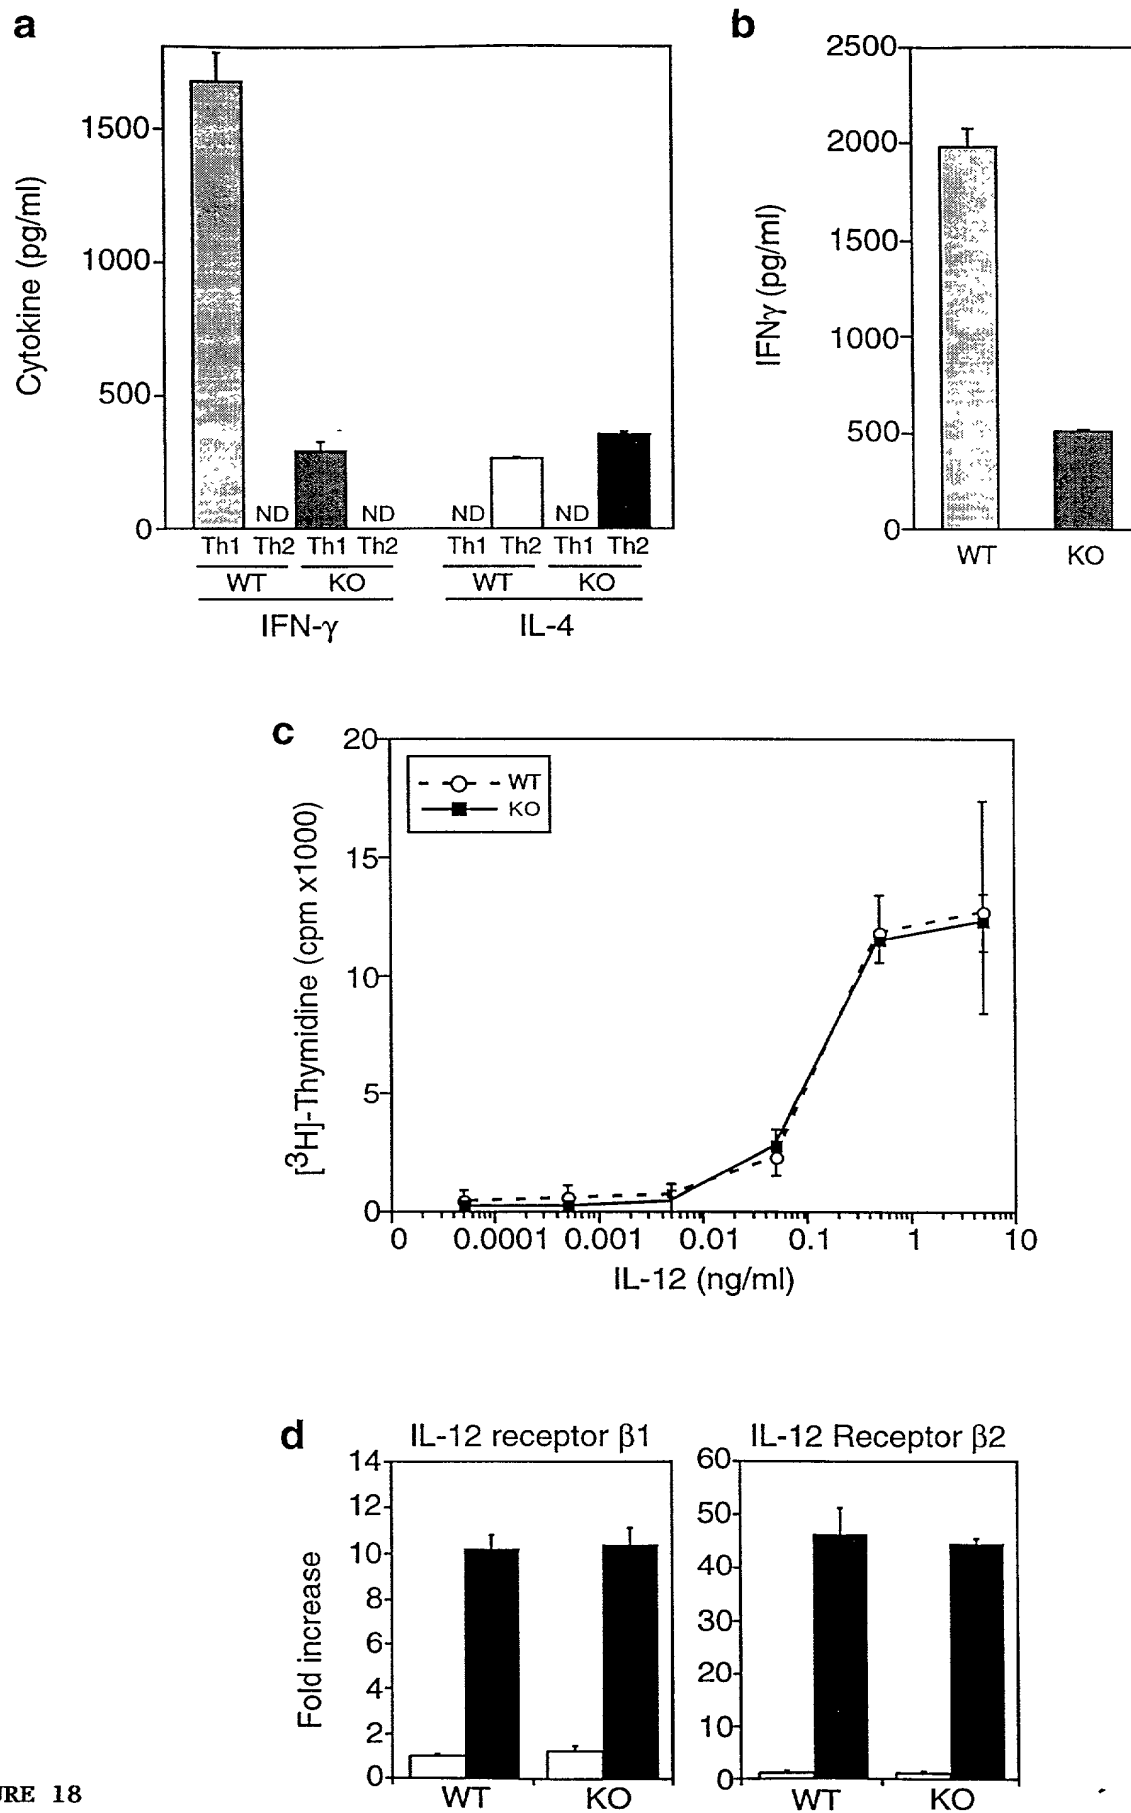 a
b
1500
1000
500
0
Cytokine (pg/ml)
ND
ND
ND
ND
Th1 Th2 Th1 Th2
Th1 Th2 Th1 Th2
WT
KO
WT
KO
IFN-γ
IL-4
2500
2000
1500
1000
500
0
IFNγ (pg/ml)
WT
KO
c
20
15
10
5
0
[³H]-Thymidine (cpm x1000)
WT
KO
0 0.0001 0.001 0.01 0.1 1 10
IL-12 (ng/ml)
d
IL-12 receptor β1
IL-12 Receptor β2
14
12
10
8
6
4
2
0
Fold increase
WT
KO
60
50
40
30
20
10
0
WT
KO
URE 18